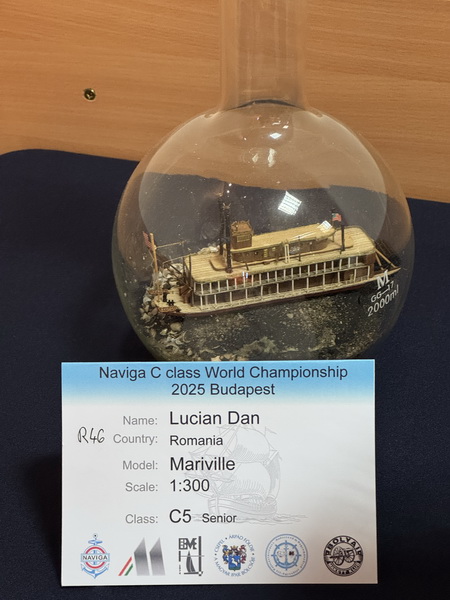 M
2000ml
Naviga C class World Championship
2025 Budapest
Name: Lucian Dan
R46 Country: Romania
Model: Mariville
Scale: 1:300
Class: C5 Senior
NAVIGA